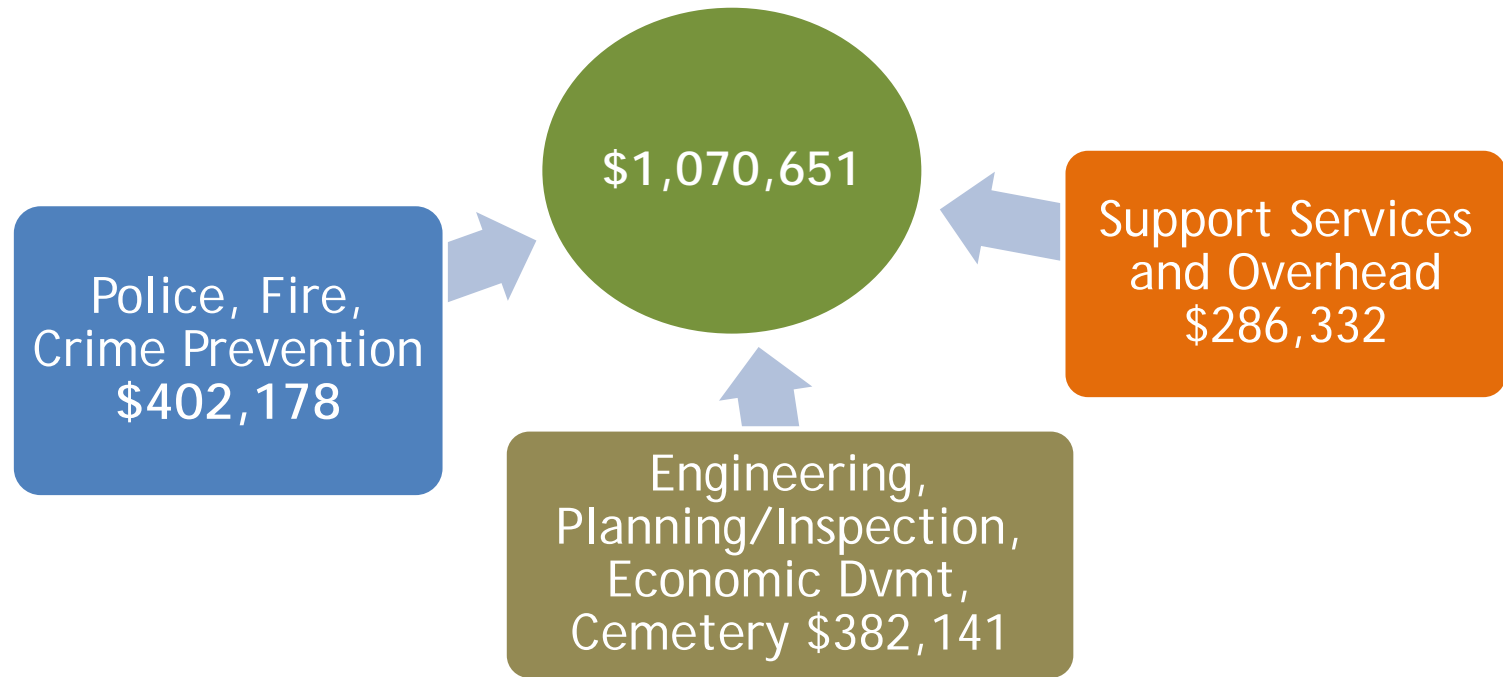 $1,070,651
Police, Fire,
Crime Prevention
$402,178
Engineering,
Planning/Inspection,
Economic Dvmt,
Cemetery $382,141
Support Services
and Overhead
$286,332